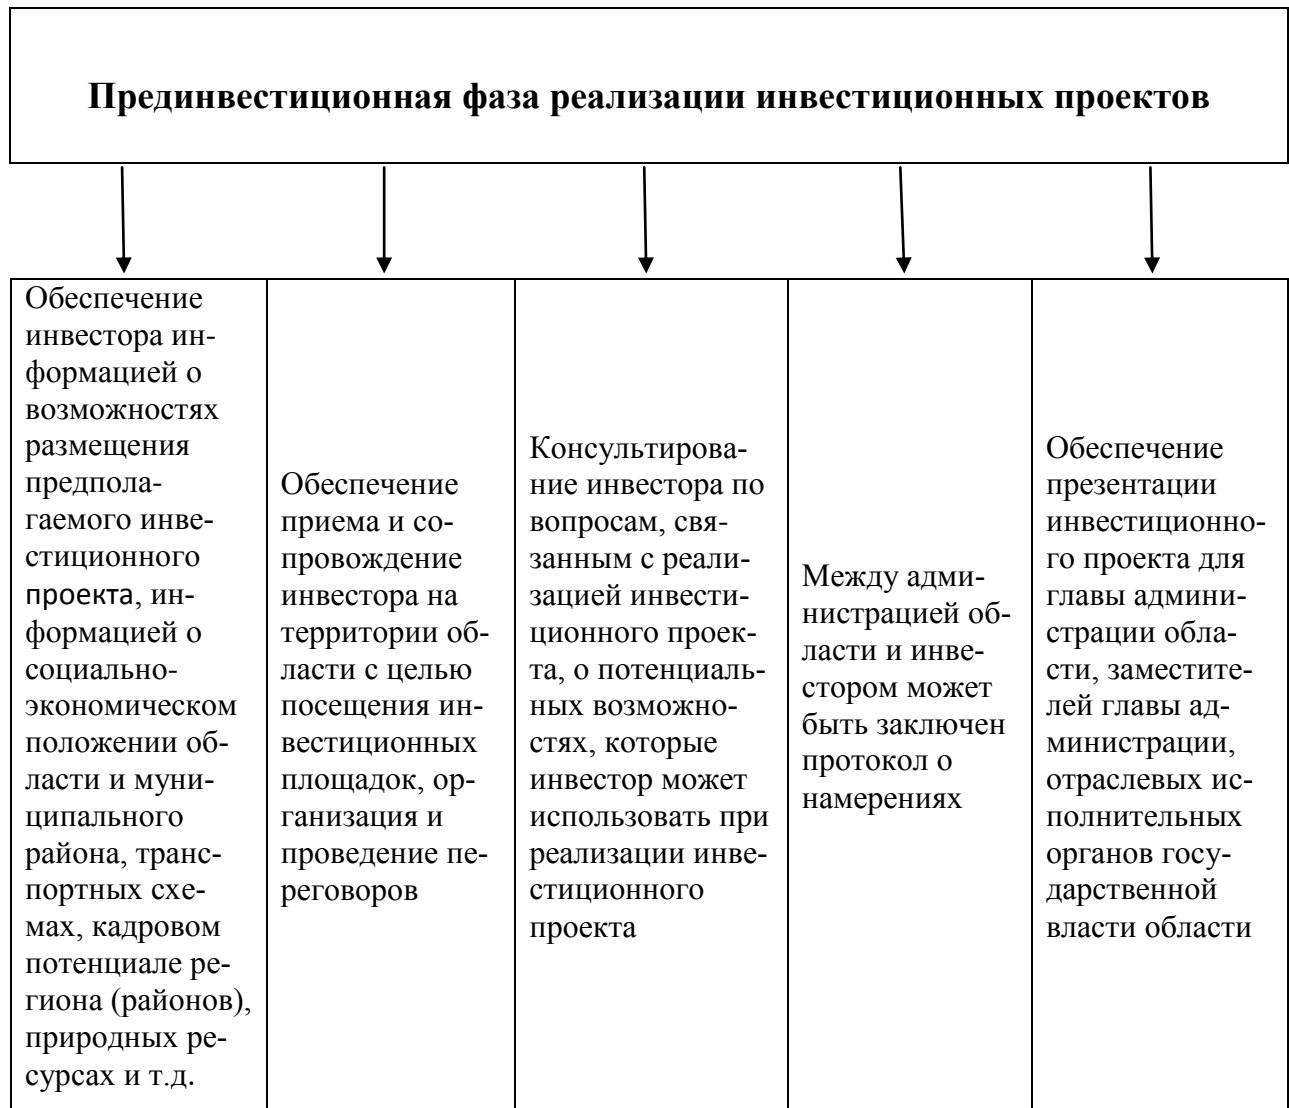 Прединвестиционная фаза реализации инвестиционных проектов
Обеспечение
инвестора ин-
формацией о
возможностях
размещения
предпола-
гаемого инве-
стиционного
проекта, ин-
формацией о
социально-
экономическом
положении об-
ласти и муни-
ципального
района, транс-
портных схе-
мах, кадровом
потенциале ре-
гиона (районов),
природных ре-
сурсах и т.д.
Обеспечение
приема и со-
провождение
инвестора на
территории об-
ласти с целью
посещения ин-
вестиционных
площадок, ор-
ганизация и
проведение пе-
реговоров
Консультирова-
ние инвестора по
вопросам, свя-
занным с реали-
зацией инвести-
ционного проек-
та, о потенциаль-
ных возможно-
стях, которые
инвестор может
использовать при
реализации инве-
стиционного
проекта
Между адми-
нистрацией об-
ласти и инве-
стором может
быть заключен
протокол о
намерениях
Обеспечение
презентации
инвестиционно-
го проекта для
главы админи-
страции обла-
сти, заместите-
лей главы ад-
министрации,
отраслевых ис-
полнительных
органов госу-
дарственной
власти области